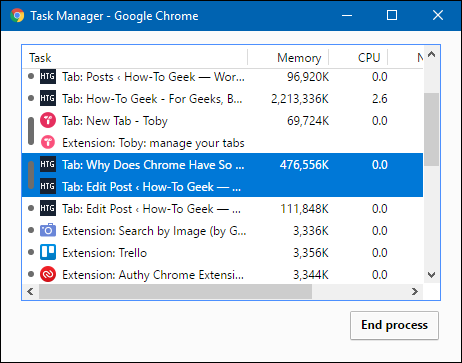 Task Manager - Google Chrome
Task Memory CPU
HTG Tab: Posts ‹ How-To Geek — Wor... 96,920K 0.0
HTG Tab: How-To Geek - For Geeks, B... 2,213,336K 2.6
Tab: New Tab - Toby 69,724K 0.0
Extension: Toby: manage your tabs
HTG Tab: Why Does Chrome Have So ... 476,556K 0.0
HTG Tab: Edit Post ‹ How-To Geek — ...
HTG Tab: Edit Post ‹ How-To Geek — ... 111,848K 0.0
Extension: Search by Image (by G... 3,336K 0.0
Extension: Trello 3,356K 0.0
Extension: Authy Chrome Extensi... 3,344K 0.0
End process